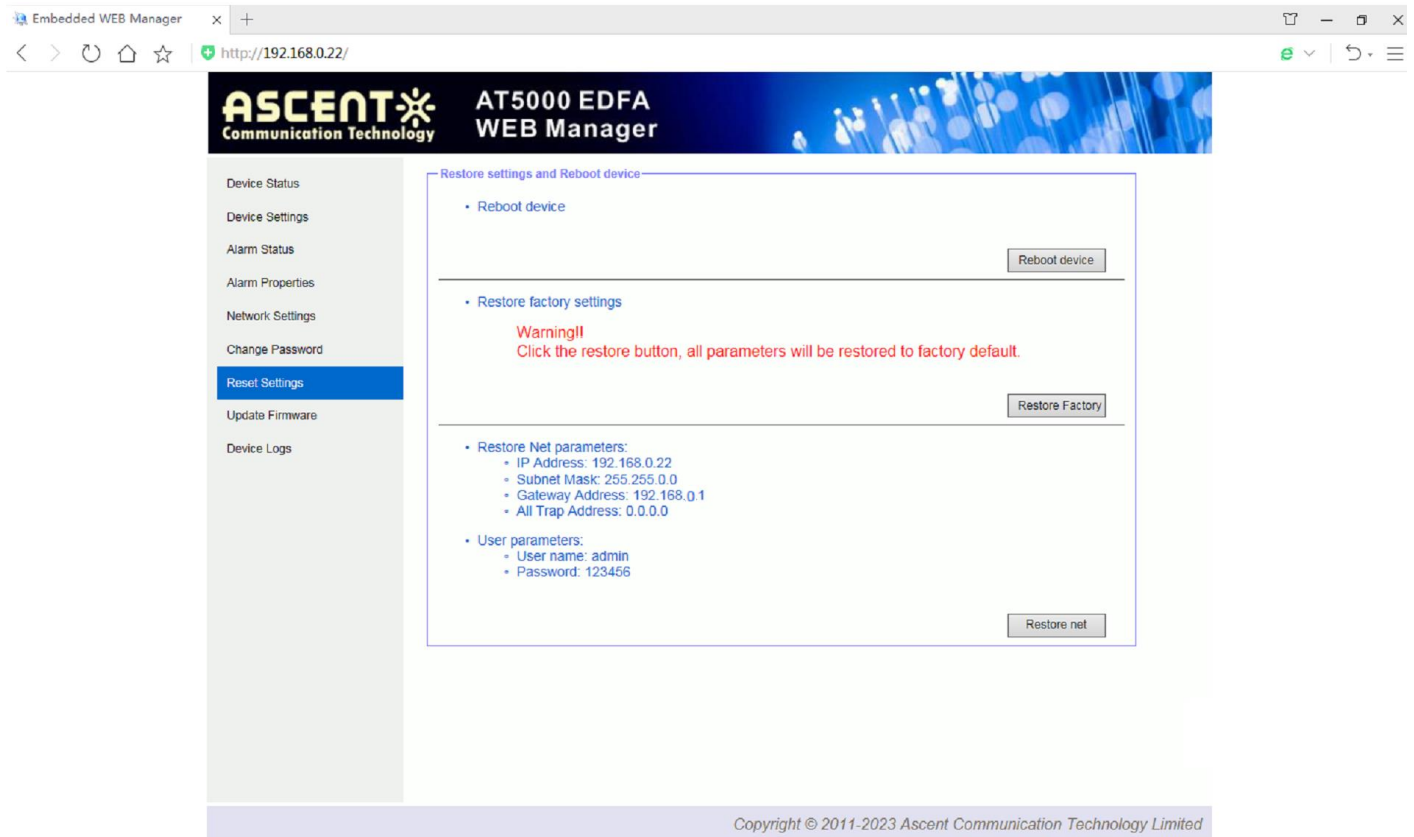 Embedded WEB Manager
http://192.168.0.22/
ASCENT
Communication Technology
AT5000 EDFA
WEB Manager
Device Status
Device Settings
Alarm Status
Alarm Properties
Network Settings
Change Password
Reset Settings
Update Firmware
Device Logs
Restore settings and Reboot device
• Reboot device
Reboot device
• Restore factory settings
Warning!!
Click the restore button, all parameters will be restored to factory default.
Restore Factory
• Restore Net parameters:
∘ IP Address: 192.168.0.22
∘ Subnet Mask: 255.255.0.0
∘ Gateway Address: 192.168.0.1
∘ All Trap Address: 0.0.0.0
• User parameters:
∘ User name: admin
∘ Password: 123456
Restore net
Copyright © 2011-2023 Ascent Communication Technology Limited